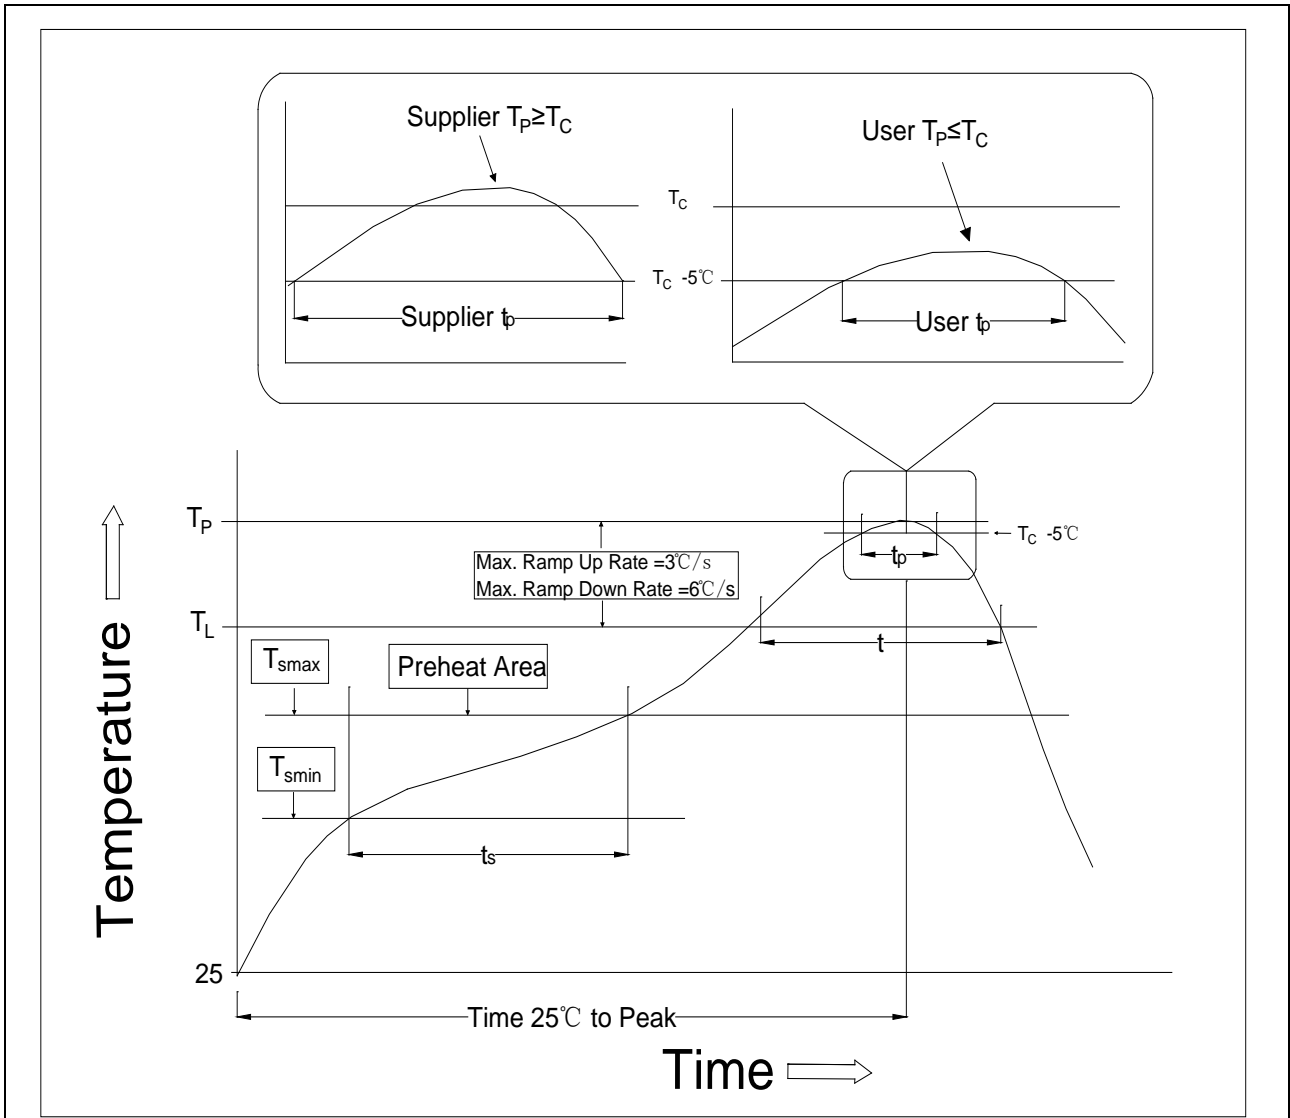 Supplier TP≥TC
User TP≤TC
TC
TC -5℃
Supplier tp
User tp
TP
TC -5℃
tp
Max. Ramp Up Rate =3℃/s
Max. Ramp Down Rate =6℃/s
TL
t
Tsmax
Preheat Area
Tsmin
ts
Temperature
25
Time 25℃ to Peak
Time